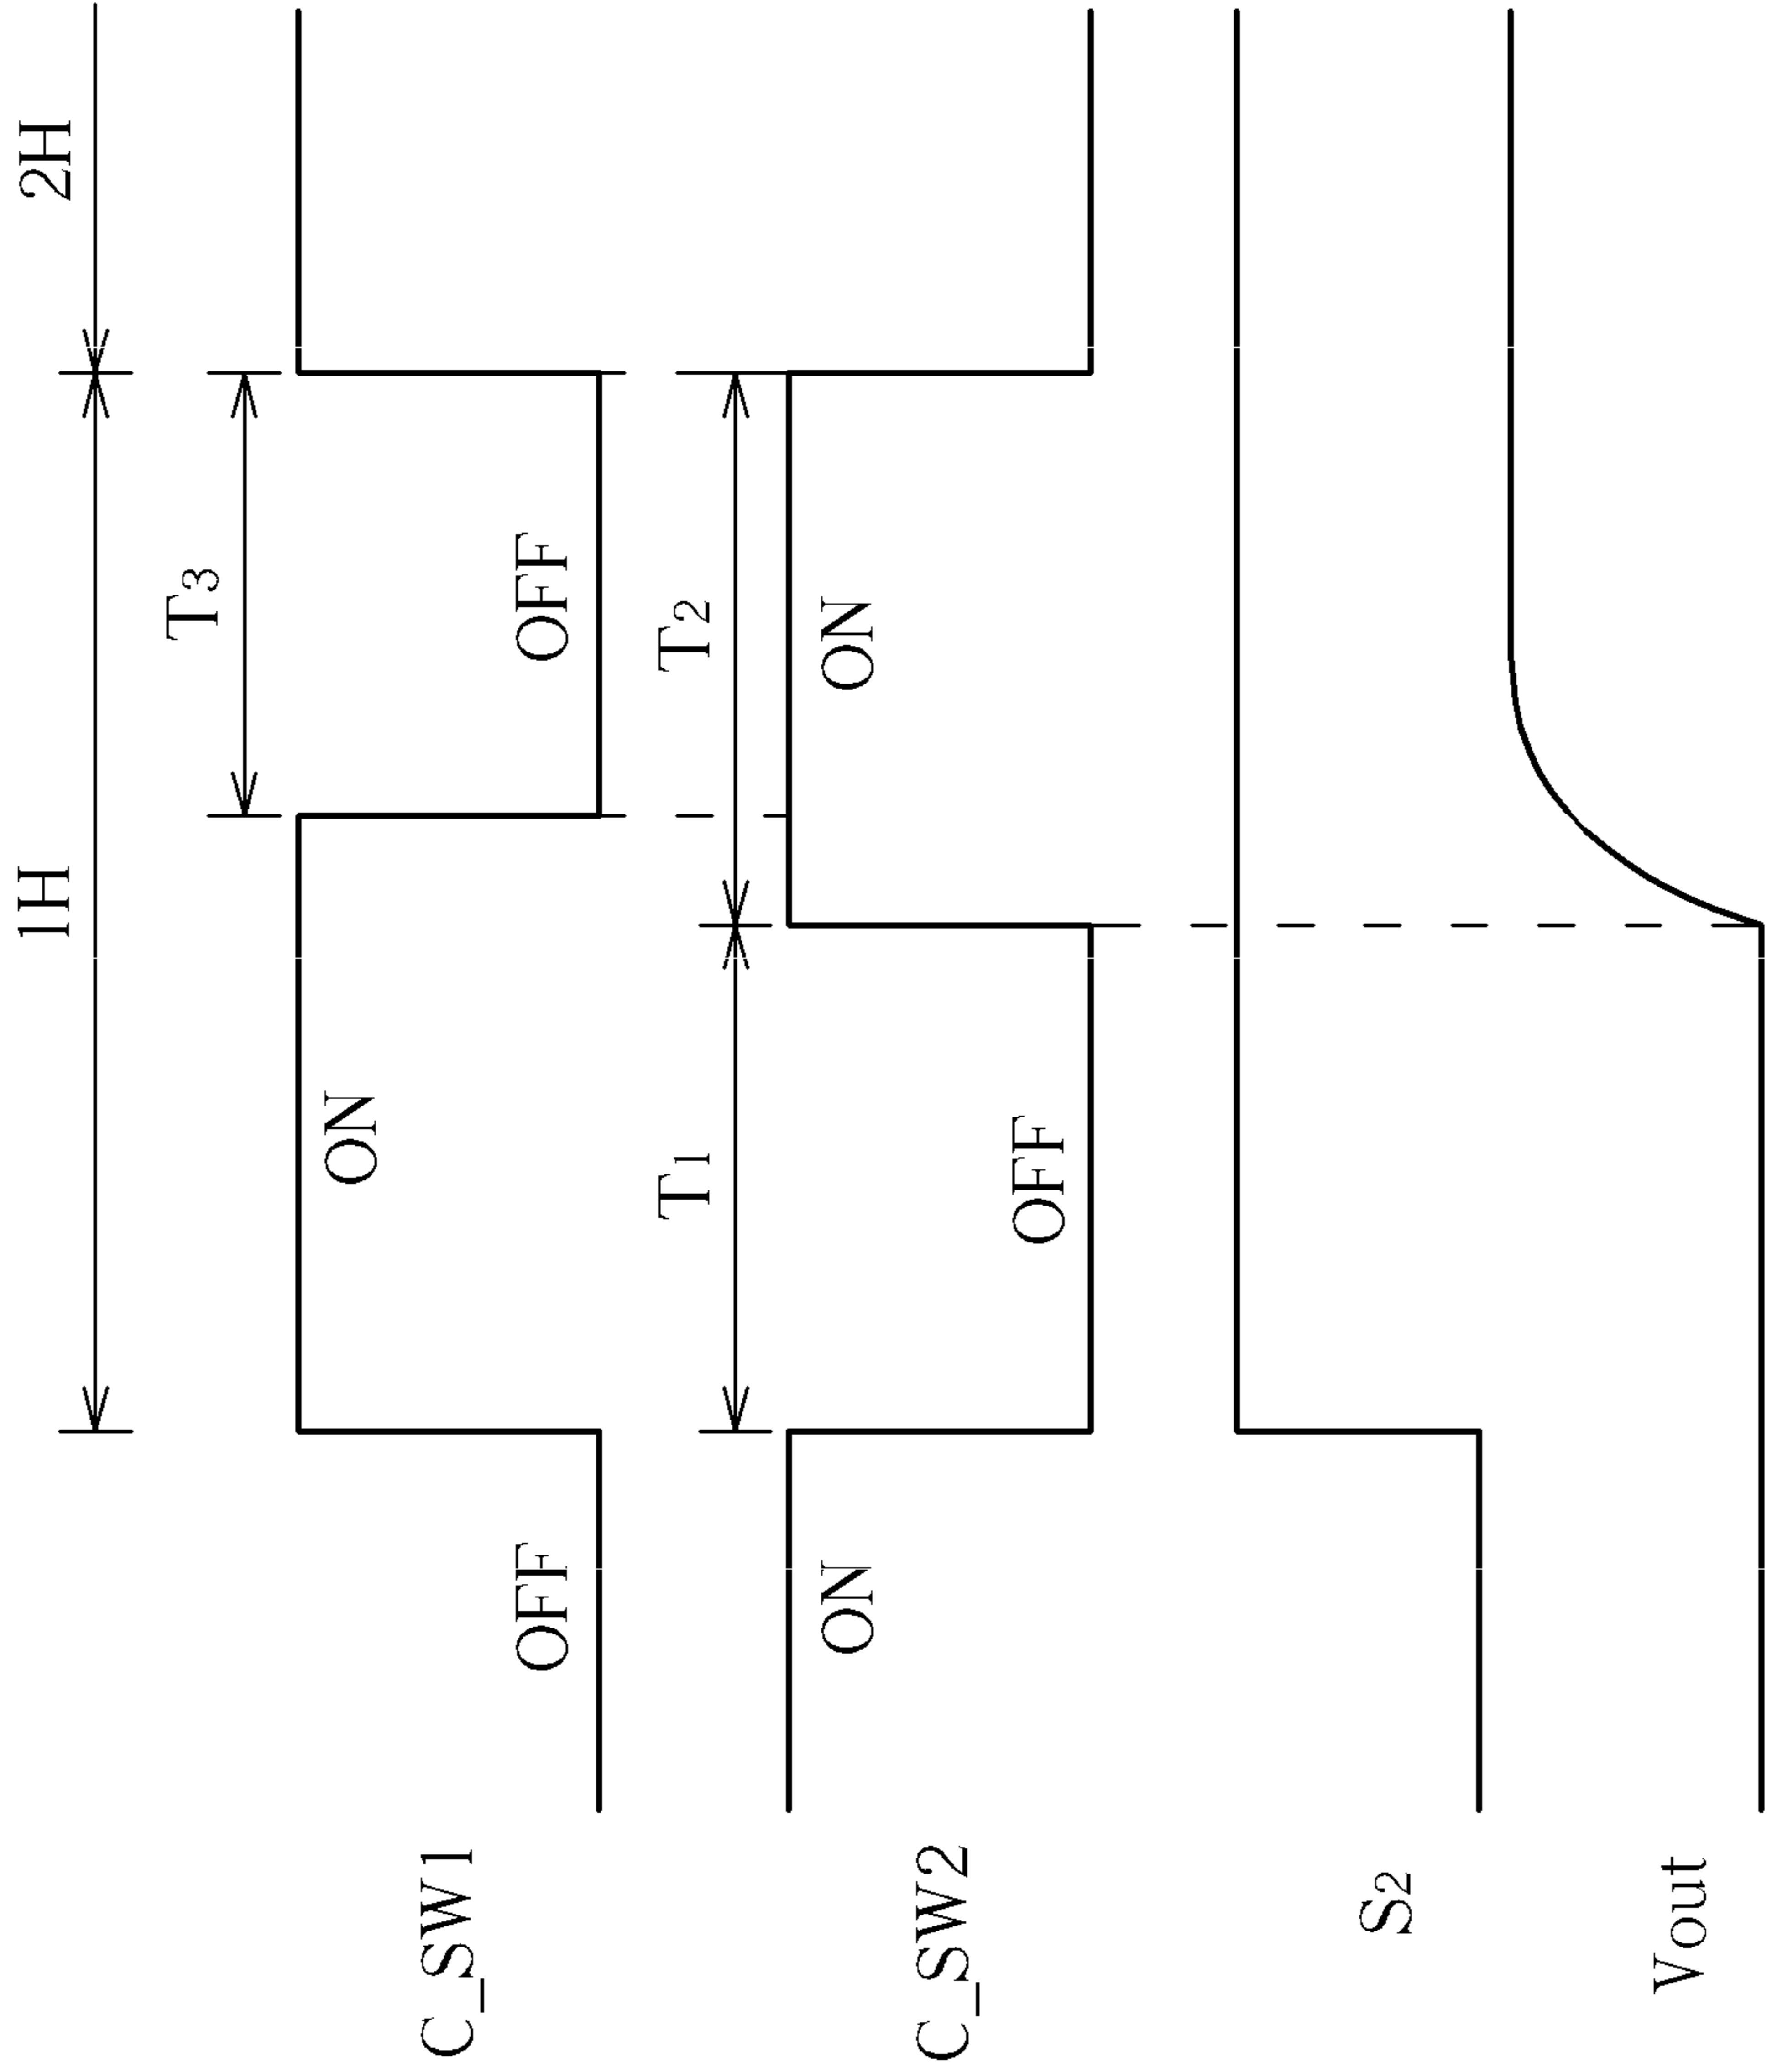 1H
2H
T3
C_SW1
OFF
ON
OFF
T1
T2
C_SW2
ON
OFF
ON
S2
Vout